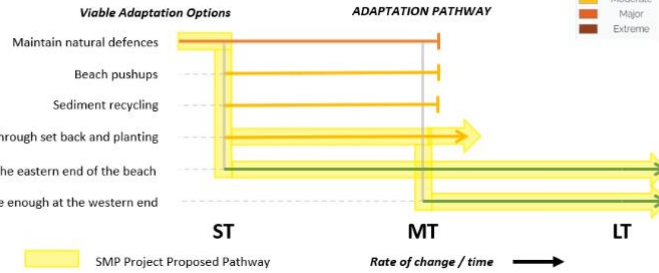 Viable Adaptation Options
ADAPTATION PATHWAY
Moderate
Major
Extreme
Maintain natural defences
Beach pushups
Sediment recycling
hrough set back and planting
he eastern end of the beach
e enough at the western end
ST MT LT
SMP Project Proposed Pathway
Rate of change / time